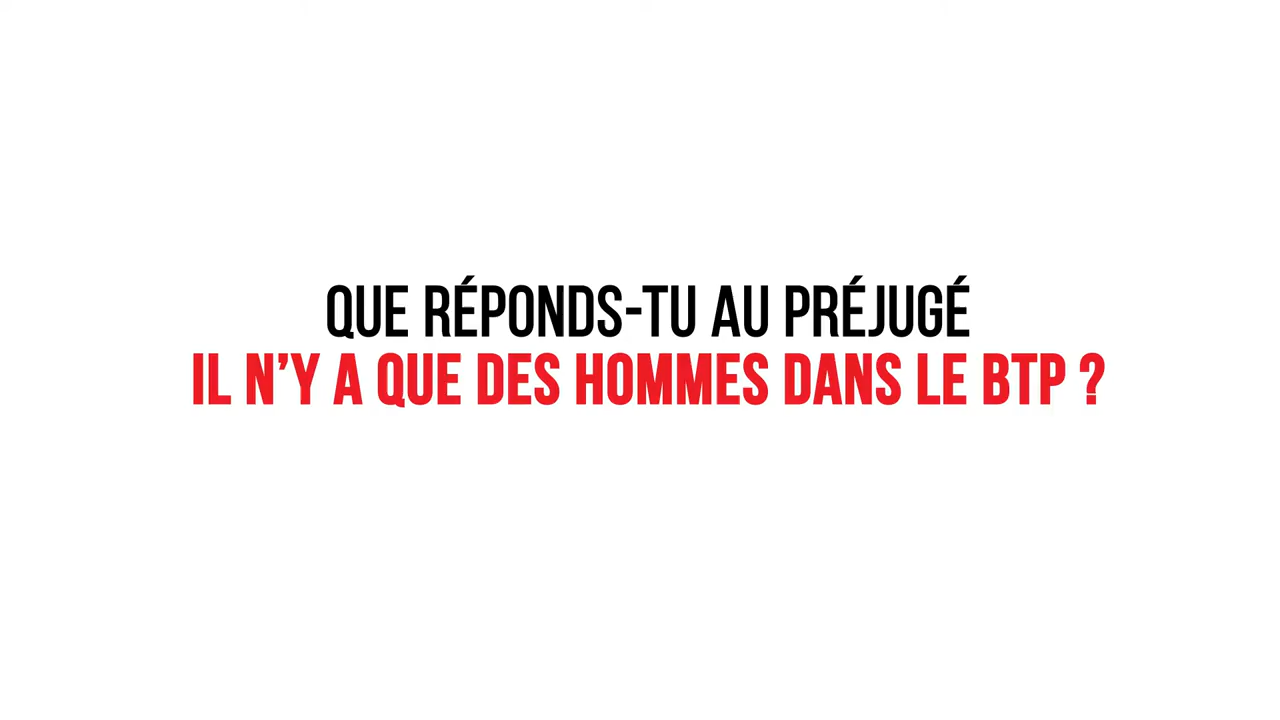 QUE RÉPONDS-TU AU PRÉJUGÉ
IL N’Y A QUE DES HOMMES DANS LE BTP ?